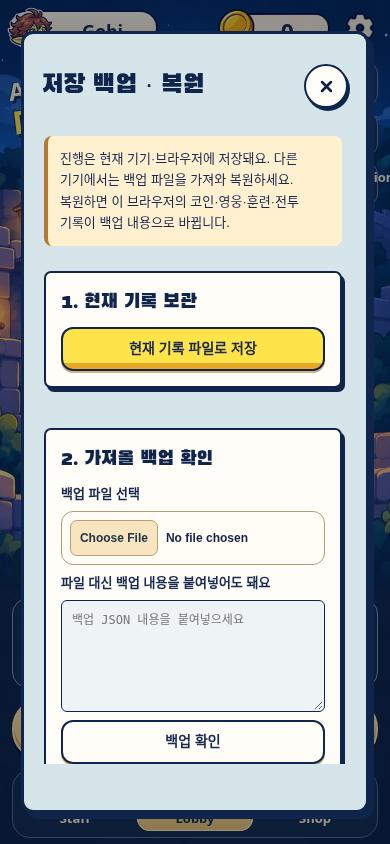 Gobi
0
저장 백업 · 복원
진행은 현재 기기·브라우저에 저장돼요. 다른
기기에서는 백업 파일을 가져와 복원하세요.
복원하면 이 브라우저의 코인·영웅·훈련·전투
기록이 백업 내용으로 바뀝니다.
1. 현재 기록 보관
현재 기록 파일로 저장
2. 가져올 백업 확인
백업 파일 선택
Choose File No file chosen
파일 대신 백업 내용을 붙여넣어도 돼요
백업 JSON 내용을 붙여넣으세요
백업 확인
Staff Lobby Shop